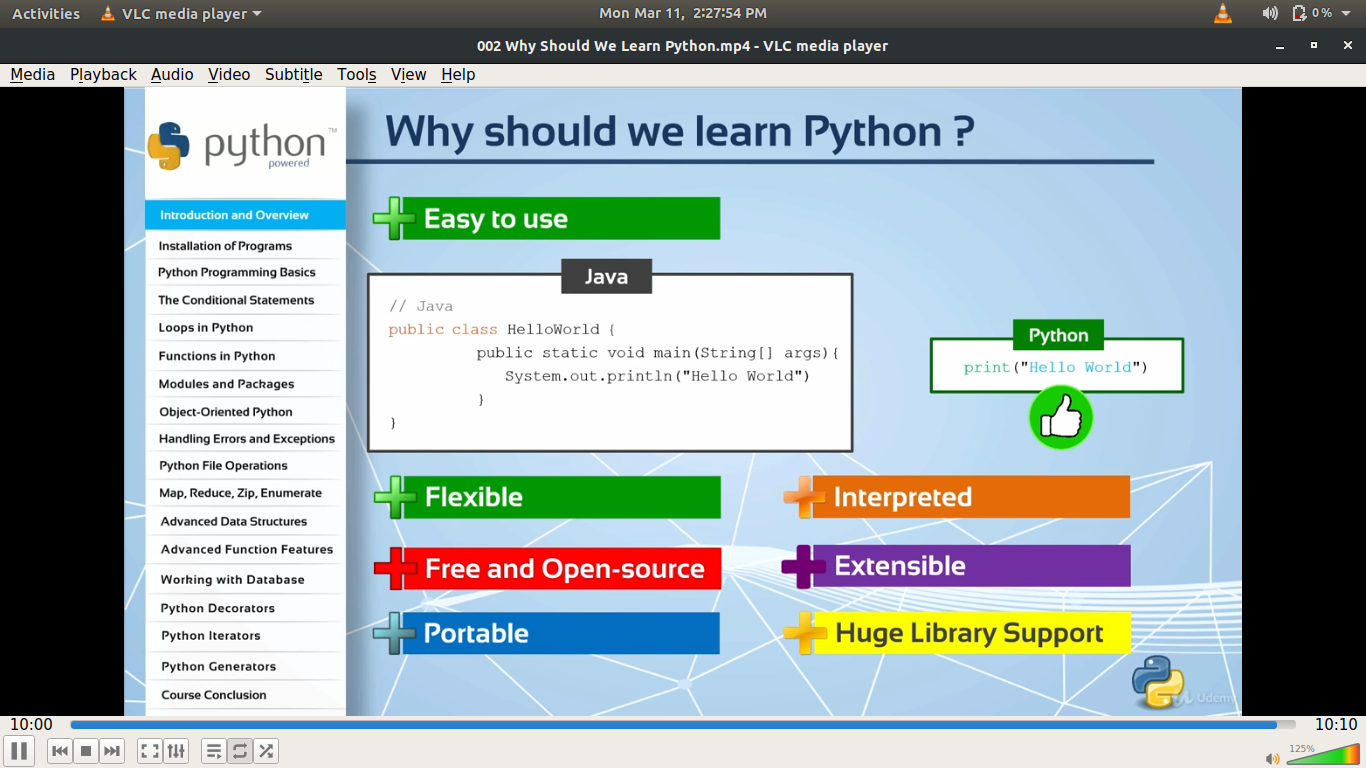 Activities VLC media player Mon Mar 11, 2:27:54 PM 0 %
002 Why Should We Learn Python.mp4 - VLC media player
Media Playback Audio Video Subtitle Tools View Help
python™
powered
Introduction and Overview
Installation of Programs
Python Programming Basics
The Conditional Statements
Loops in Python
Functions in Python
Modules and Packages
Object-Oriented Python
Handling Errors and Exceptions
Python File Operations
Map, Reduce, Zip, Enumerate
Advanced Data Structures
Advanced Function Features
Working with Database
Python Decorators
Python Iterators
Python Generators
Course Conclusion
Why should we learn Python ?
Easy to use
Java
// Java
public class HelloWorld {
public static void main(String[] args){
System.out.println("Hello World")
}
}
Python
print("Hello World")
Flexible
Interpreted
Free and Open-source
Extensible
Portable
Huge Library Support
Udemy
10:00 10:10
125%